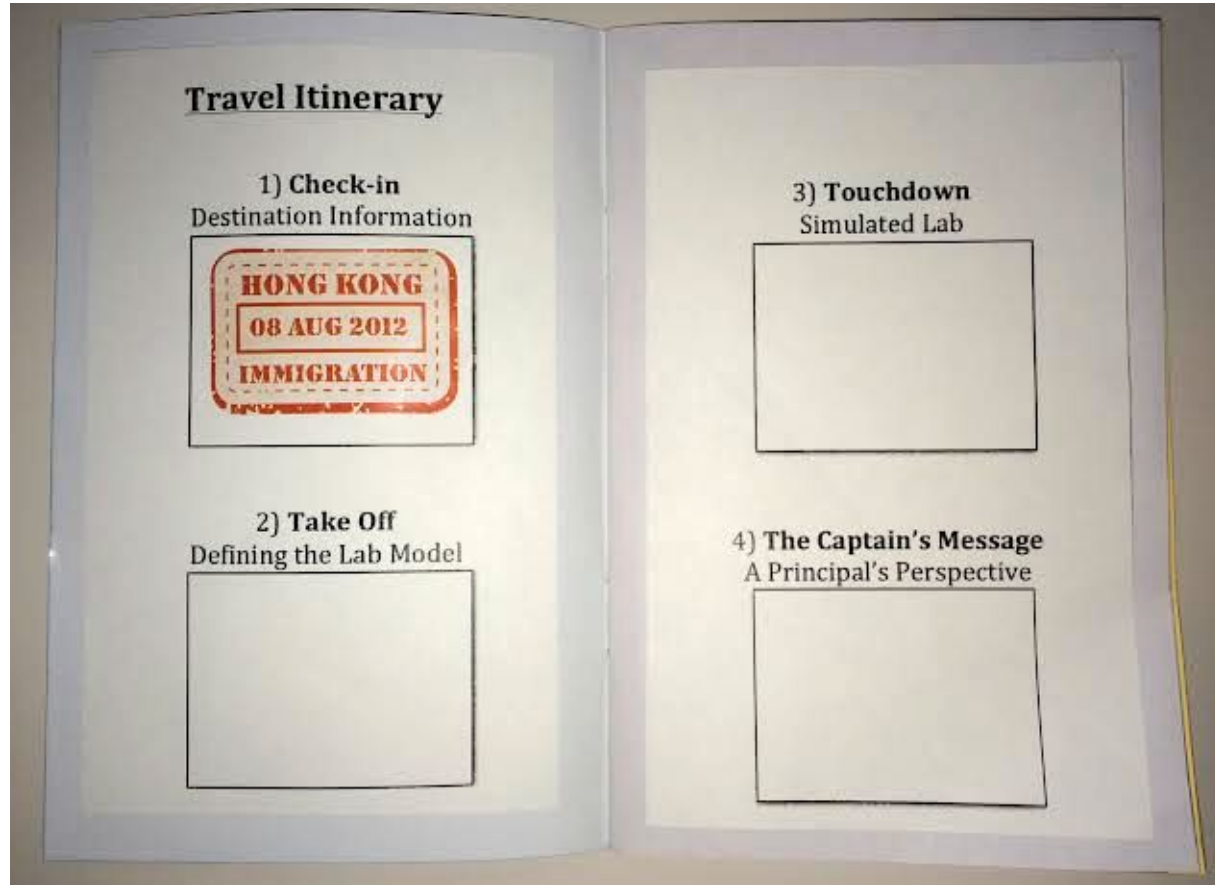 Travel Itinerary
1) Check-in
Destination Information
HONG KONG
08 AUG 2012
IMMIGRATION
2) Take Off
Defining the Lab Model
3) Touchdown
Simulated Lab
4) The Captain's Message
A Principal's Perspective